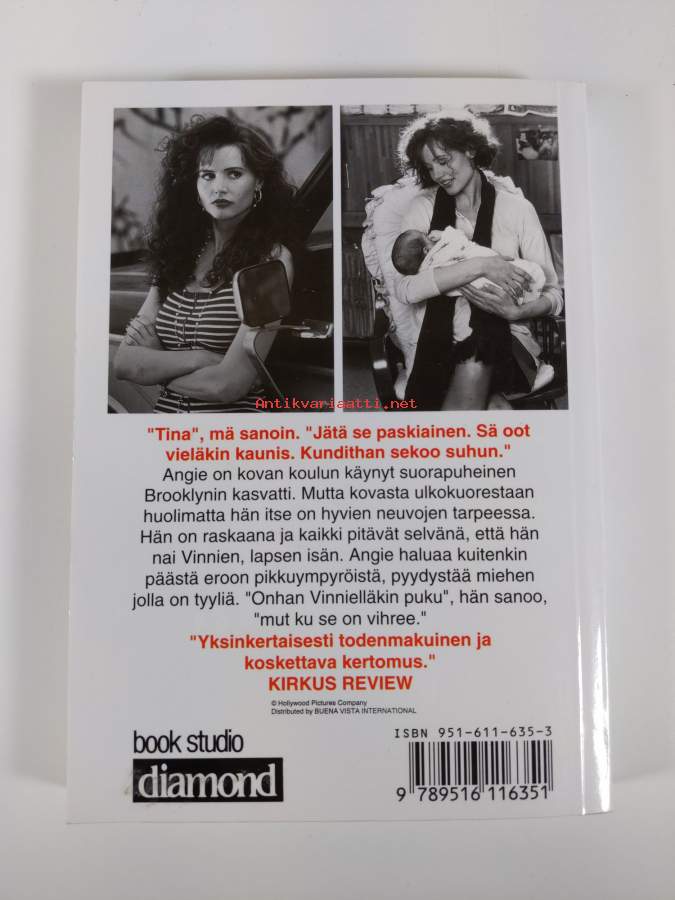 Antikvariaatti.net
"Tina", mä sanoin. "Jätä se paskiainen. Sä oot
vieläkin kaunis. Kundithan sekoo suhun."
Angie on kovan koulun käynyt suorapuheinen
Brooklynin kasvatti. Mutta kovasta ulkokuorestaan
huolimatta hän itse on hyvien neuvojen tarpeessa.
Hän on raskaana ja kaikki pitävät selvänä, että hän
nai Vinnien, lapsen isän. Angie haluaa kuitenkin
päästä eroon pikkuympyröistä, pyydystää miehen
jolla on tyyliä. "Onhan Vinnielläkin puku", hän sanoo,
"mut ku se on vihree."
"Yksinkertaisesti todenmakuinen ja
koskettava kertomus."
KIRKUS REVIEW
© Hollywood Pictures Company
Distributed by BUENA VISTA INTERNATIONAL
book studio
diamond
ISBN 951-611-635-3
9 789516 116351